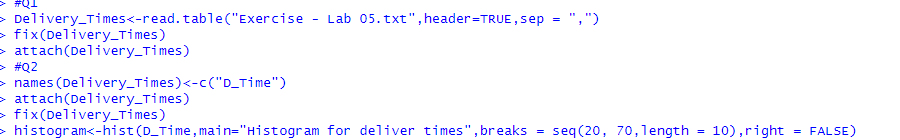 > #Q1
> Delivery_Times<-read.table("Exercise - Lab 05.txt",header=TRUE,sep = ",")
> fix(Delivery_Times)
> attach(Delivery_Times)
> #Q2
> names(Delivery_Times)<-c("D_Time")
> attach(Delivery_Times)
> fix(Delivery_Times)
> histogram<-hist(D_Time,main="Histogram for deliver times",breaks = seq(20, 70,length = 10),right = FALSE)